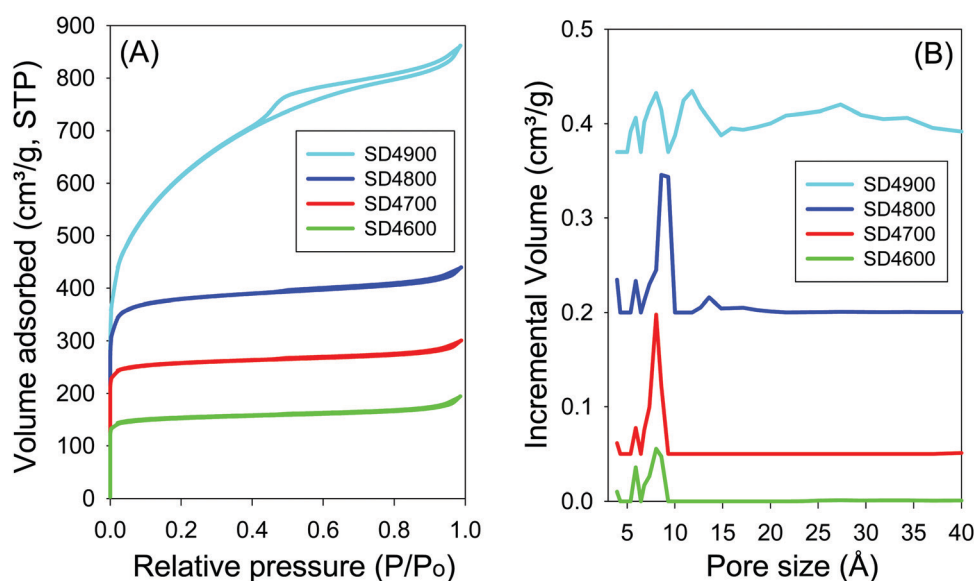 (A)
900
800
700
600
500
400
300
200
100
0
0.0 0.2 0.4 0.6 0.8 1.0
Volume adsorbed (cm³/g, STP)
Relative pressure (P/Po)
SD4900
SD4800
SD4700
SD4600
(B)
0.5
0.4
0.3
0.2
0.1
0.0
5 10 15 20 25 30 35 40
Incremental Volume (cm³/g)
Pore size (Å)
SD4900
SD4800
SD4700
SD4600